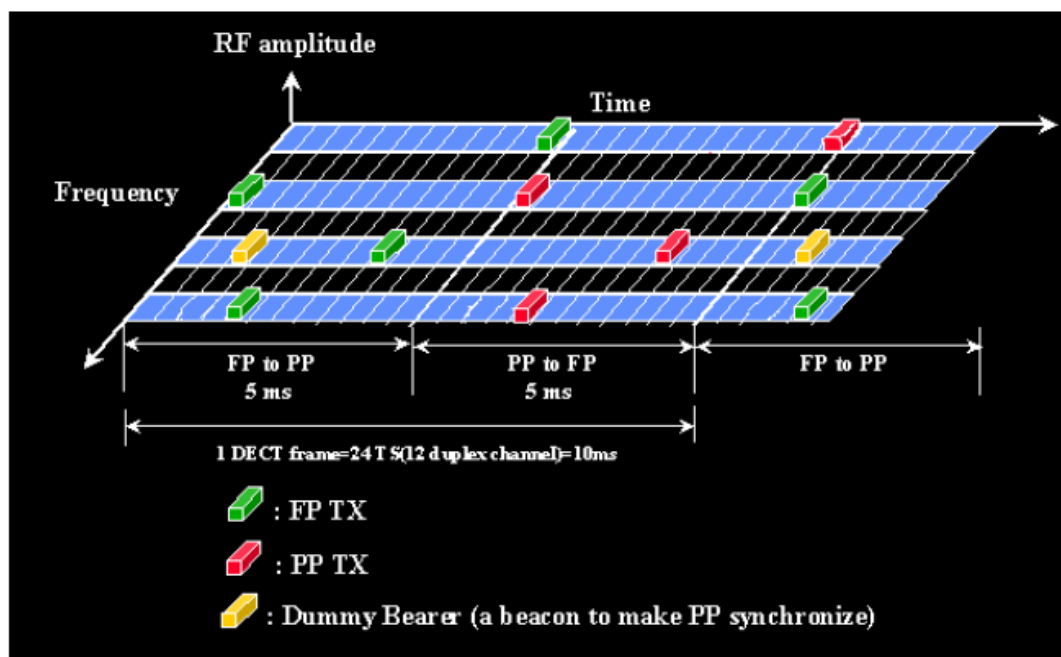 RF amplitude
Time
Frequency
FP to PP
5 ms
PP to FP
5 ms
FP to PP
1 DECT frame=24 TS(12 duplex channel)=10ms
: FP TX
: PP TX
: Dummy Bearer (a beacon to make PP synchronize)